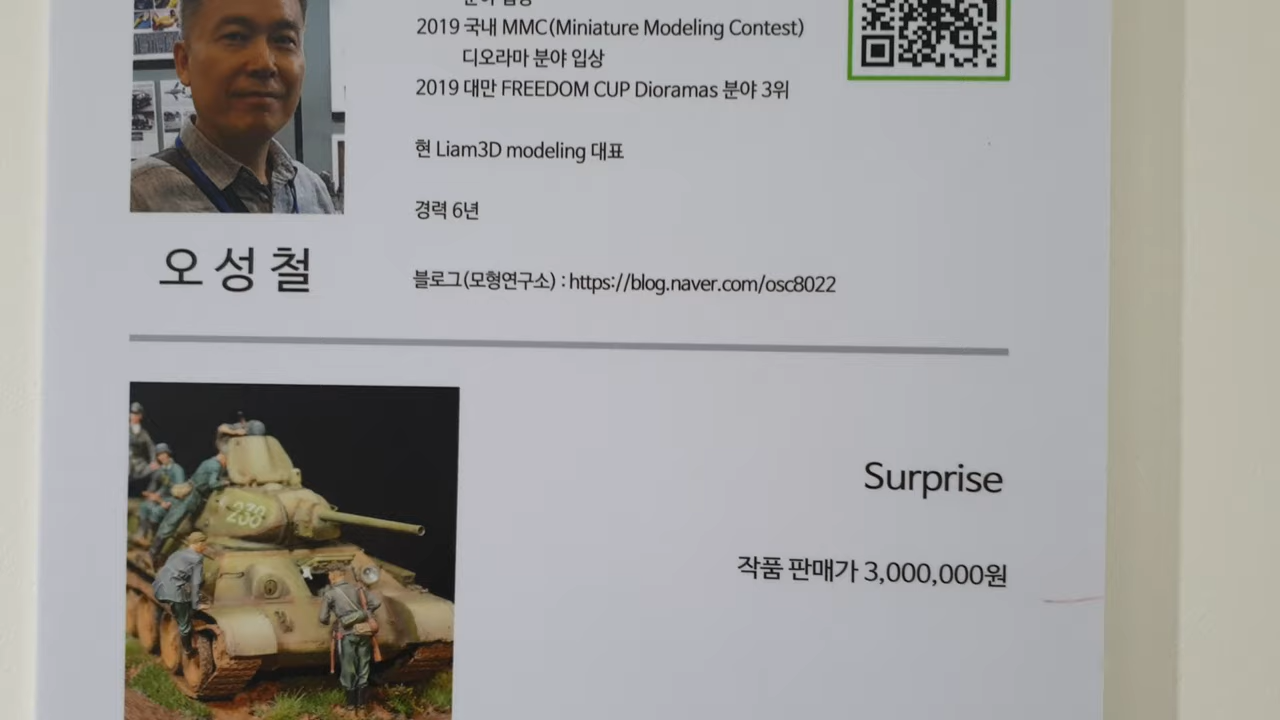 2019 국내 MMC(Miniature Modeling Contest)
디오라마 분야 입상
2019 대만 FREEDOM CUP Dioramas 분야 3위
현 Liam3D modeling 대표
경력 6년
오성철
블로그(모형연구소) : https://blog.naver.com/osc8022
Surprise
작품 판매가 3,000,000원
238